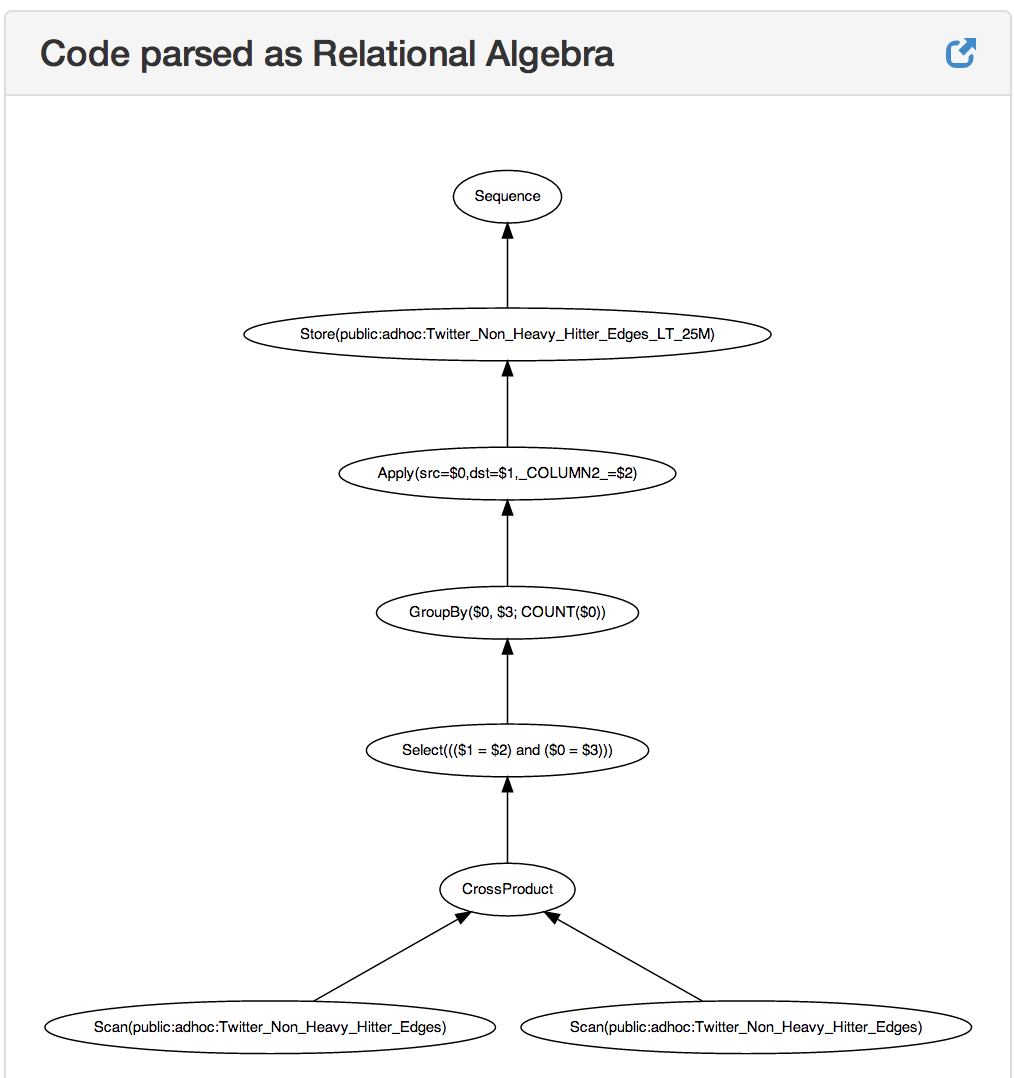 Code parsed as Relational Algebra
Sequence
Store(public:adhoc:Twitter_Non_Heavy_Hitter_Edges_LT_25M)
Apply(src=$0,dst=$1,_COLUMN2_=$2)
GroupBy($0, $3; COUNT($0))
Select((($1 = $2) and ($0 = $3)))
CrossProduct
Scan(public:adhoc:Twitter_Non_Heavy_Hitter_Edges)
Scan(public:adhoc:Twitter_Non_Heavy_Hitter_Edges)